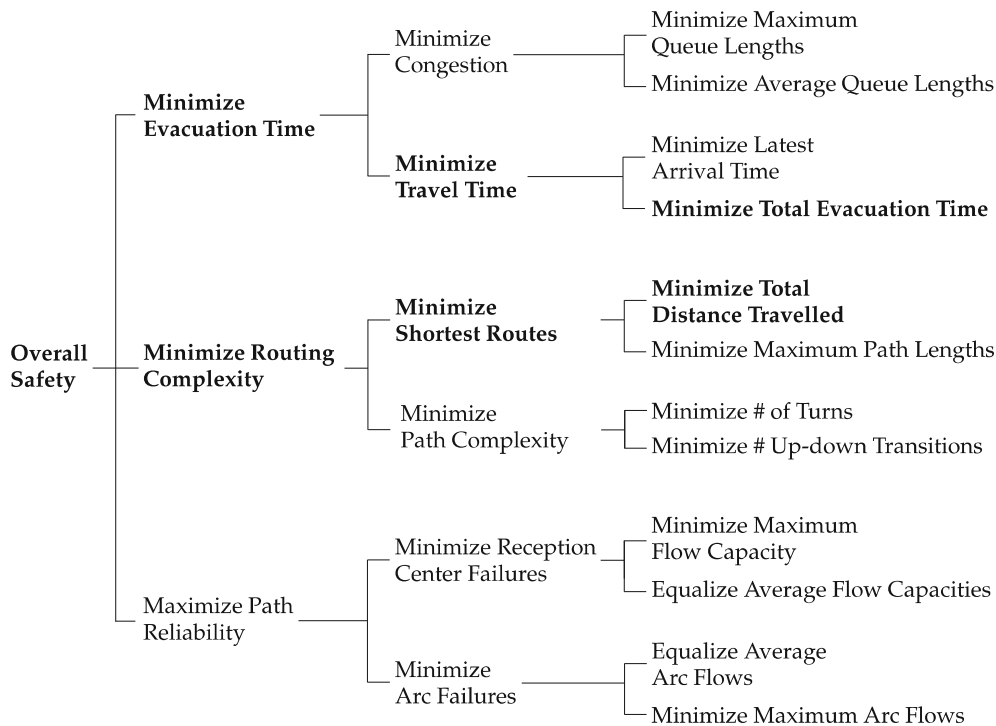 Minimize
Congestion
Minimize Maximum
Queue Lengths
Minimize Average Queue Lengths
Minimize
Evacuation Time
Minimize
Travel Time
Minimize Latest
Arrival Time
Minimize Total Evacuation Time
Overall
Safety
Minimize Routing
Complexity
Minimize
Shortest Routes
Minimize Total
Distance Travelled
Minimize Maximum Path Lengths
Minimize
Path Complexity
Minimize # of Turns
Minimize # Up-down Transitions
Maximize Path
Reliability
Minimize Reception
Center Failures
Minimize Maximum
Flow Capacity
Equalize Average Flow Capacities
Minimize
Arc Failures
Equalize Average
Arc Flows
Minimize Maximum Arc Flows